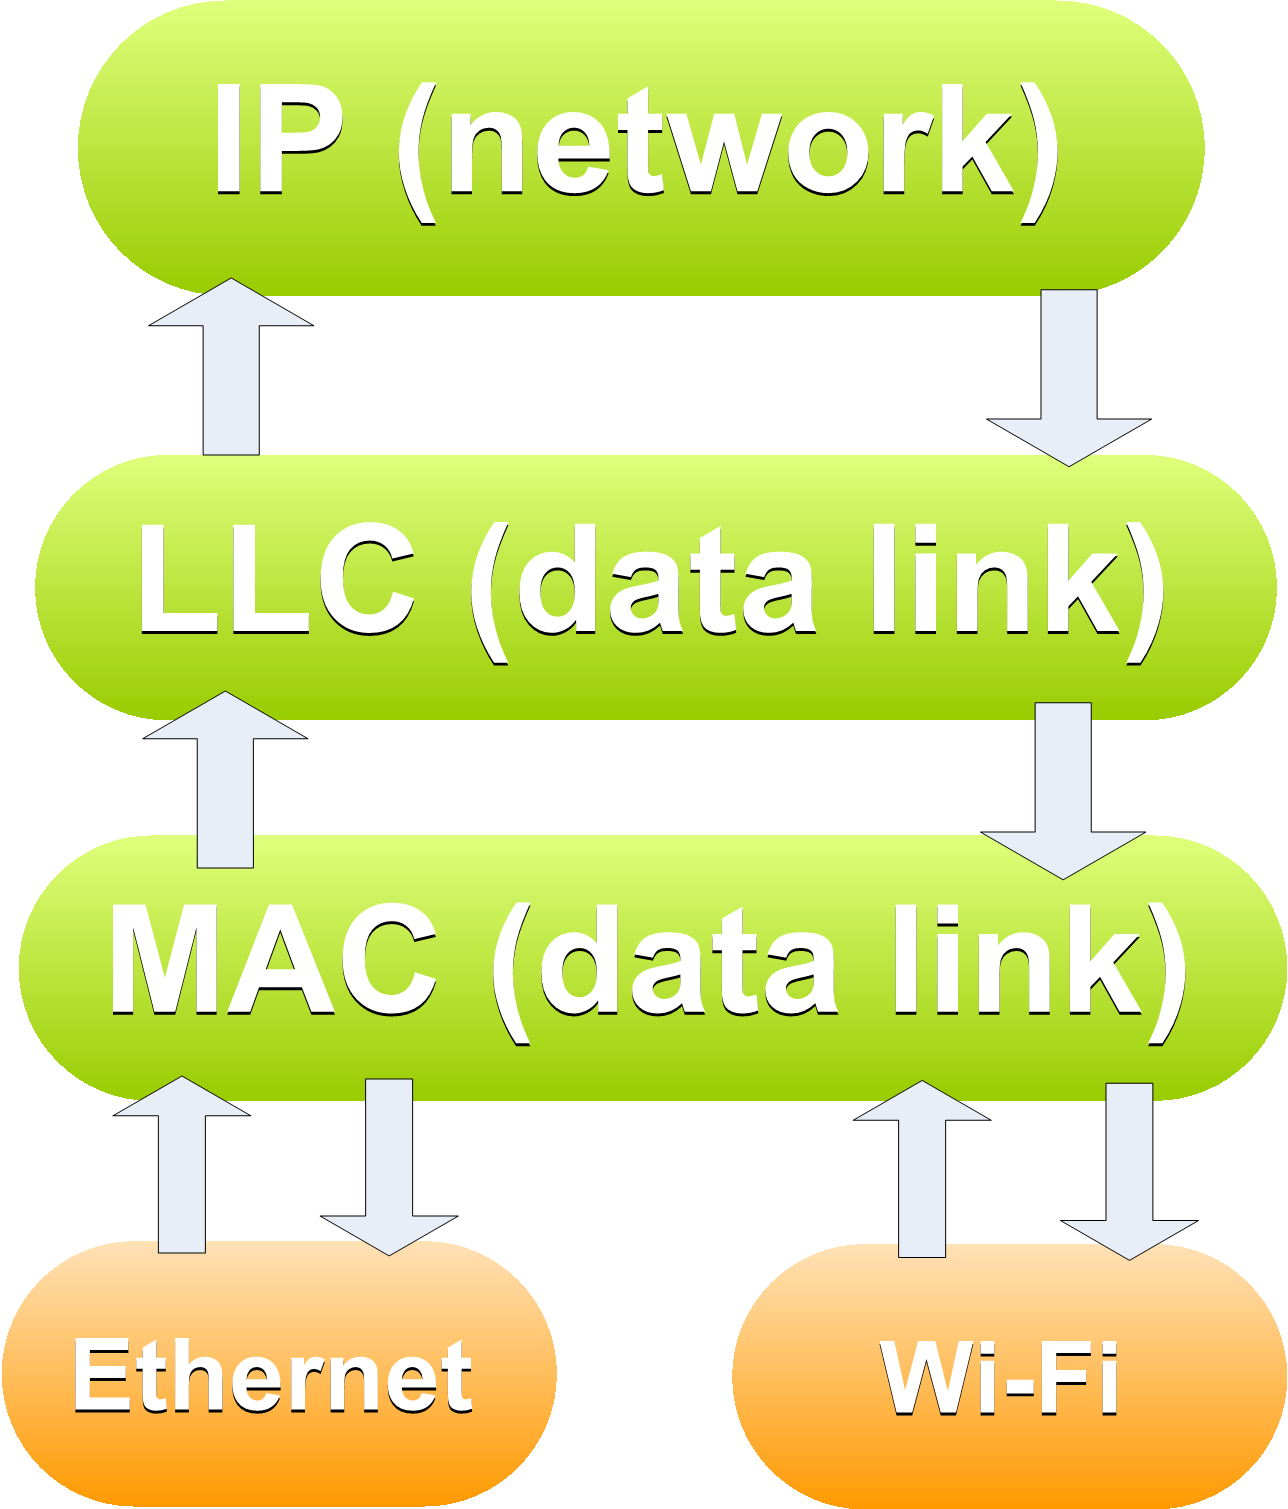 IP (network)
LLC (data link)
MAC (data link)
Ethernet
Wi-Fi